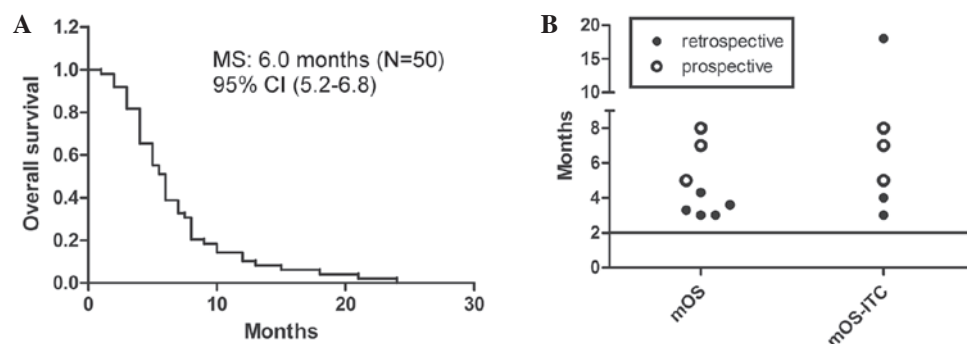 A
MS: 6.0 months (N=50)
95% CI (5.2-6.8)
Overall survival
1.2
1.0
0.8
0.6
0.4
0.2
0.0
0
10
20
30
Months
B
retrospective
prospective
Months
20
15
10
8
6
4
2
0
mOS
mOS-ITC